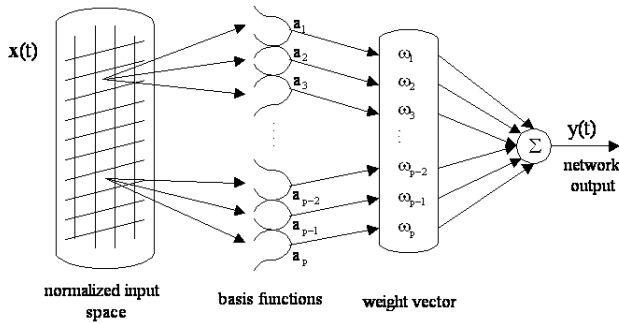 x(t)
a1
a2
a3
ap−2
ap−1
ap
ω1
ω2
ω3
ωp−2
ωp−1
ωp
Σ
y(t)
network
output
normalized input
space
basis functions
weight vector